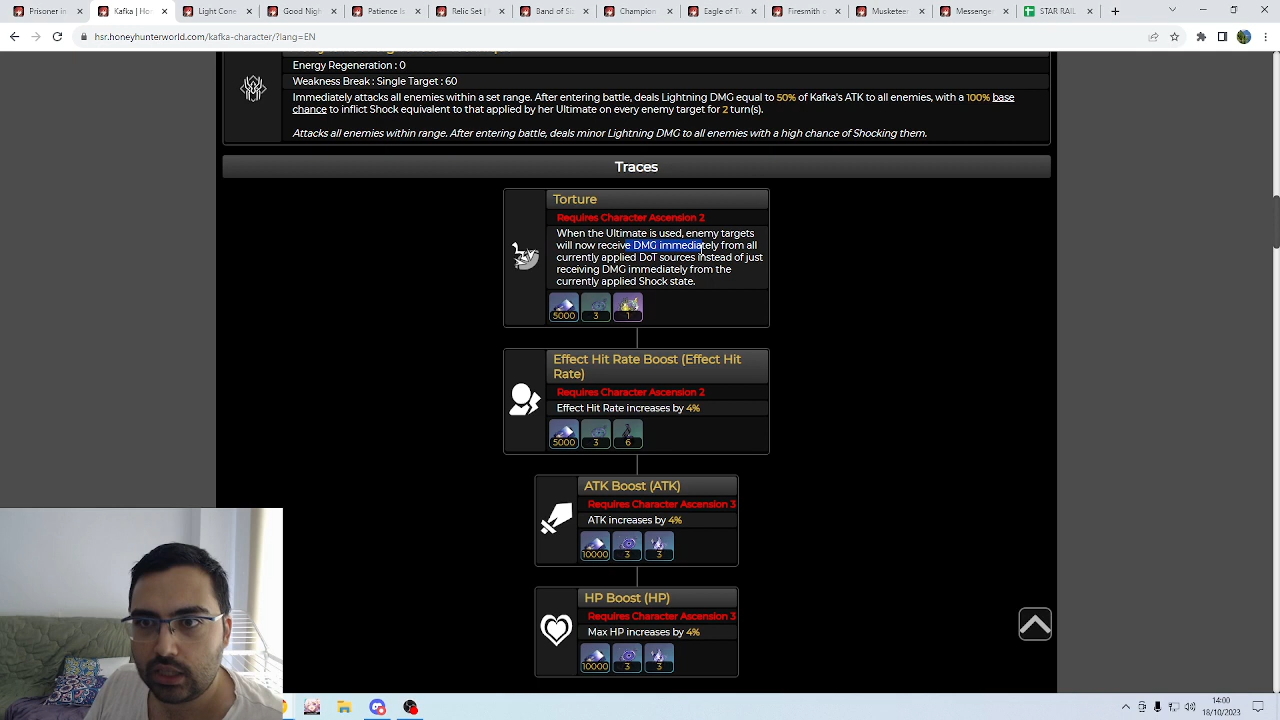 Prisoner in
Kafka | Ho
Light Cone
Good Nigh
Patience Is
Relic Set |
Band of Si
Champion
Eagle of T
Firesmith
Musketee
Messenge
STAR RAIL
hsr.honeyhunterworld.com/kafka-character/?lang=EN
Energy Regeneration : 0
Weakness Break : Single Target : 60
Immediately attacks all enemies within a set range. After entering battle, deals Lightning DMG equal to 50% of Kafka's ATK to all enemies, with a 100% base
chance to inflict Shock equivalent to that applied by her Ultimate on every enemy target for 2 turn(s).
Attacks all enemies within range. After entering battle, deals minor Lightning DMG to all enemies with a high chance of Shocking them.
Traces
Torture
Requires Character Ascension 2
When the Ultimate is used, enemy targets
will now receive DMG immediately from all
currently applied DoT sources instead of just
receiving DMG immediately from the
currently applied Shock state.
5000 3 1
Effect Hit Rate Boost (Effect Hit
Rate)
Requires Character Ascension 2
Effect Hit Rate increases by 4%
5000 3 6
ATK Boost (ATK)
Requires Character Ascension 3
ATK increases by 4%
10000 3 3
HP Boost (HP)
Requires Character Ascension 3
Max HP increases by 4%
10000 3 3
14:00
18/10/2023